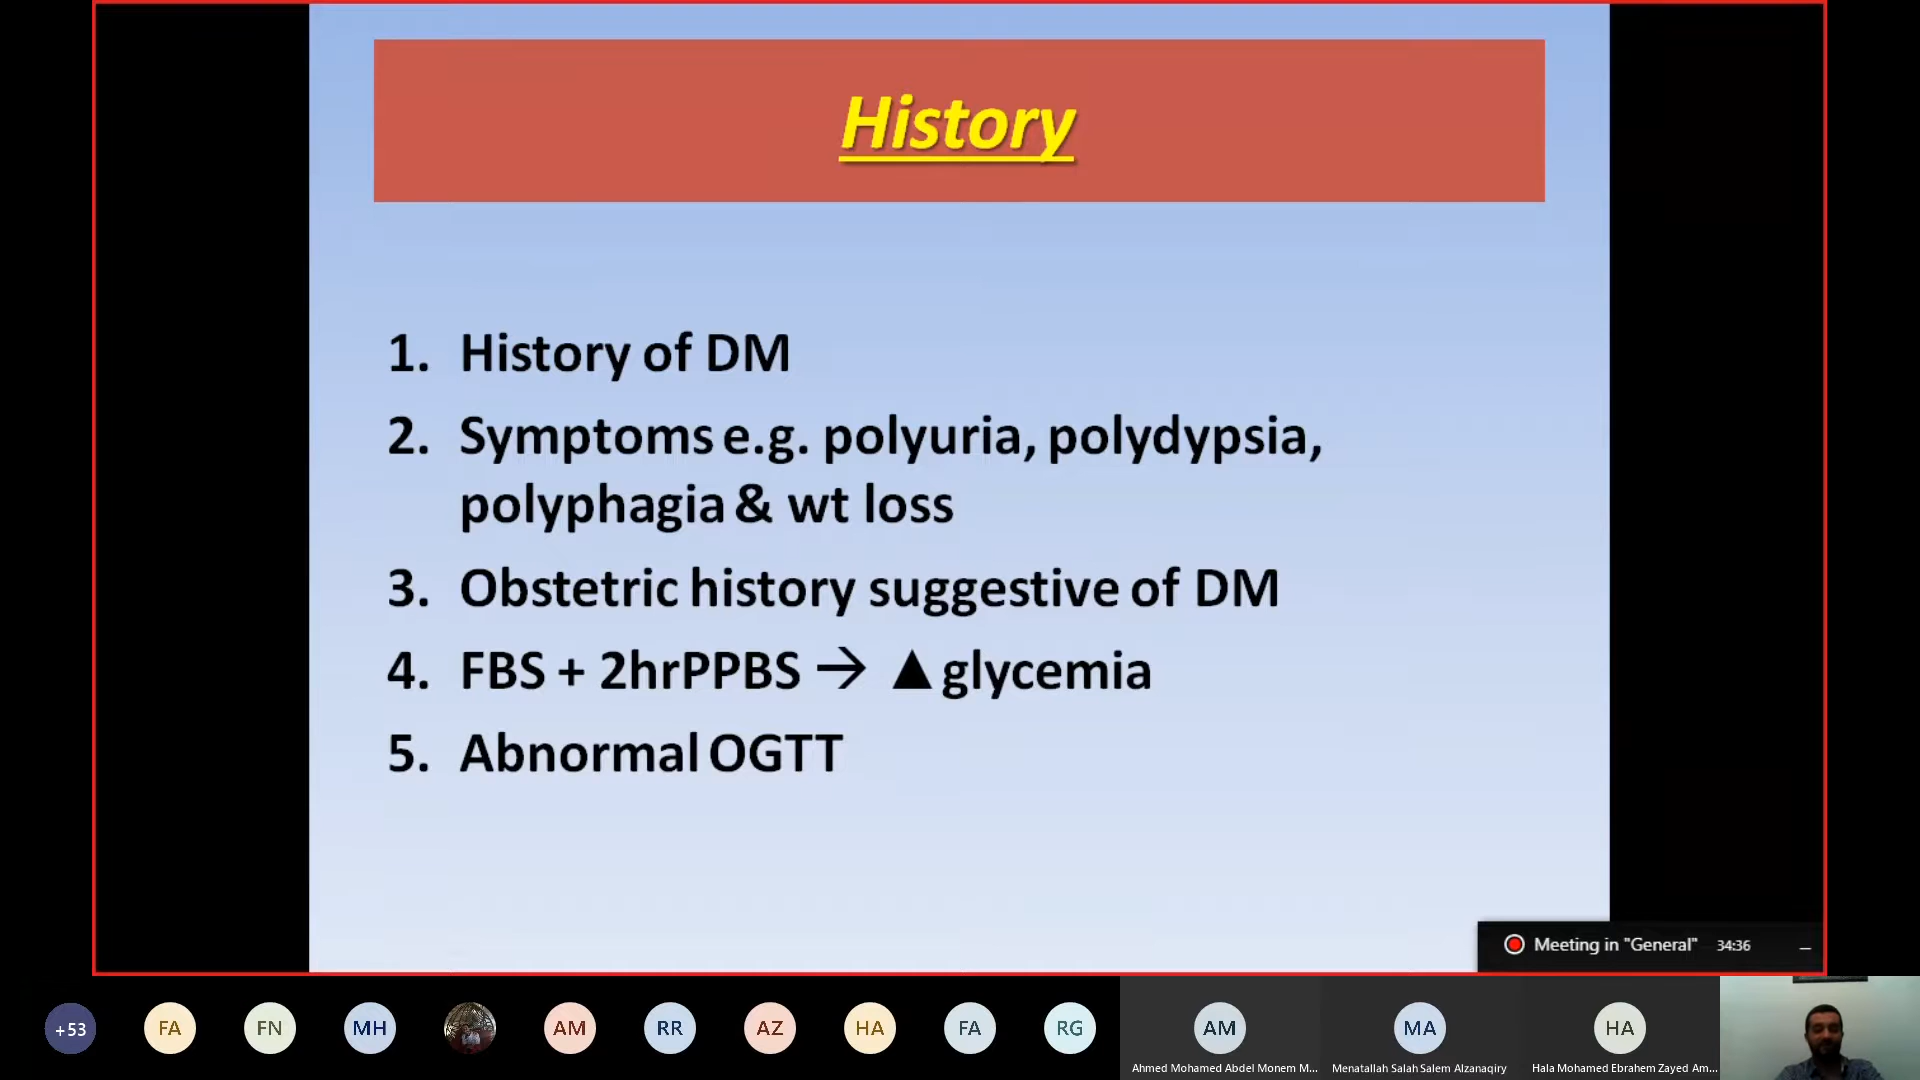 History
1. History of DM
2. Symptoms e.g. polyuria, polydypsia,
polyphagia & wt loss
3. Obstetric history suggestive of DM
4. FBS + 2hrPPBS → ▲glycemia
5. Abnormal OGTT
Meeting in "General" 34:36
+53 FA FN MH AM RR AZ HA FA RG AM MA HA
Ahmed Mohamed Abdel Monem M... Menatallah Salah Salem Alzanaqiry Hala Mohamed Ebrahem Zayed Am...